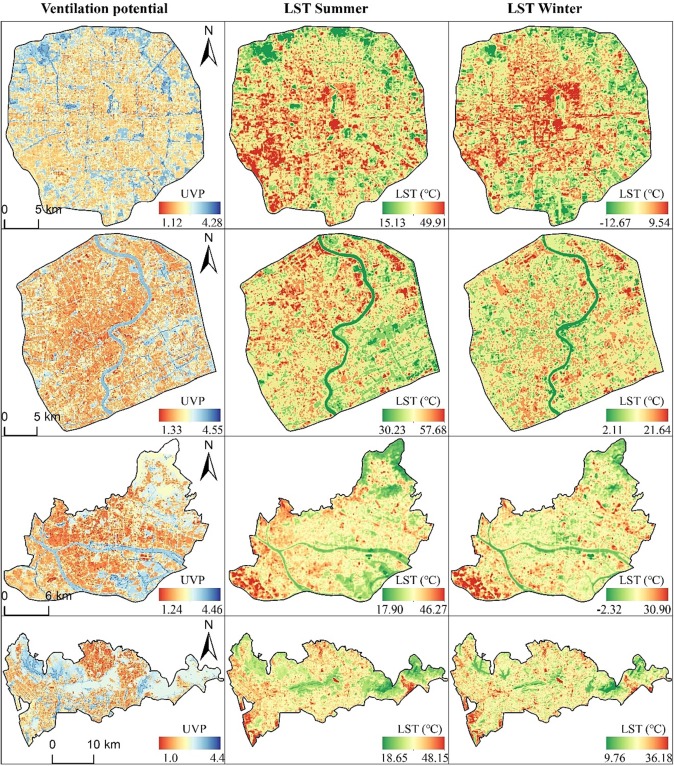 Ventilation potential LST Summer LST Winter
N
UVP LST (°C) LST (°C)
0 5 km 1.12 4.28 15.13 49.91 -12.67 9.54
N
UVP LST (°C) LST (°C)
0 5 km 1.33 4.55 30.23 57.68 2.11 21.64
N
UVP LST (°C) LST (°C)
0 6 km 1.24 4.46 17.90 46.27 -2.32 30.90
N
UVP LST (°C) LST (°C)
0 10 km 1.0 4.4 18.65 48.15 9.76 36.18